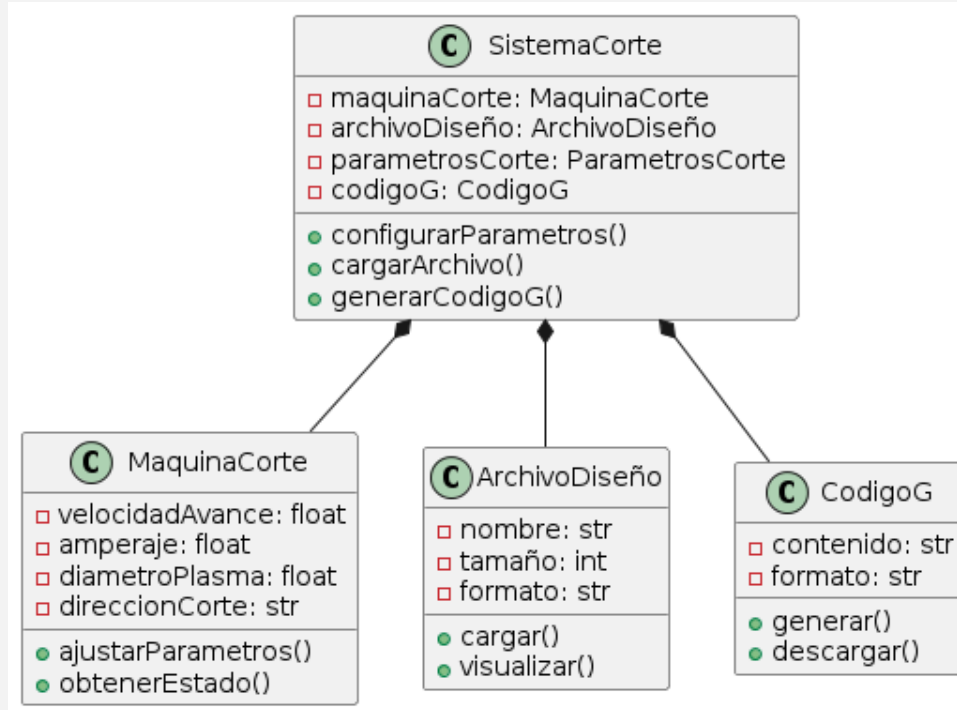 C SistemaCorte
maquinaCorte: MaquinaCorte
archivoDiseño: ArchivoDiseño
parametrosCorte: ParametrosCorte
codigoG: CodigoG
configurarParametros()
cargarArchivo()
generarCodigoG()
C MaquinaCorte
velocidadAvance: float
amperaje: float
diametroPlasma: float
direccionCorte: str
ajustarParametros()
obtenerEstado()
C ArchivoDiseño
nombre: str
tamaño: int
formato: str
cargar()
visualizar()
C CodigoG
contenido: str
formato: str
generar()
descargar()